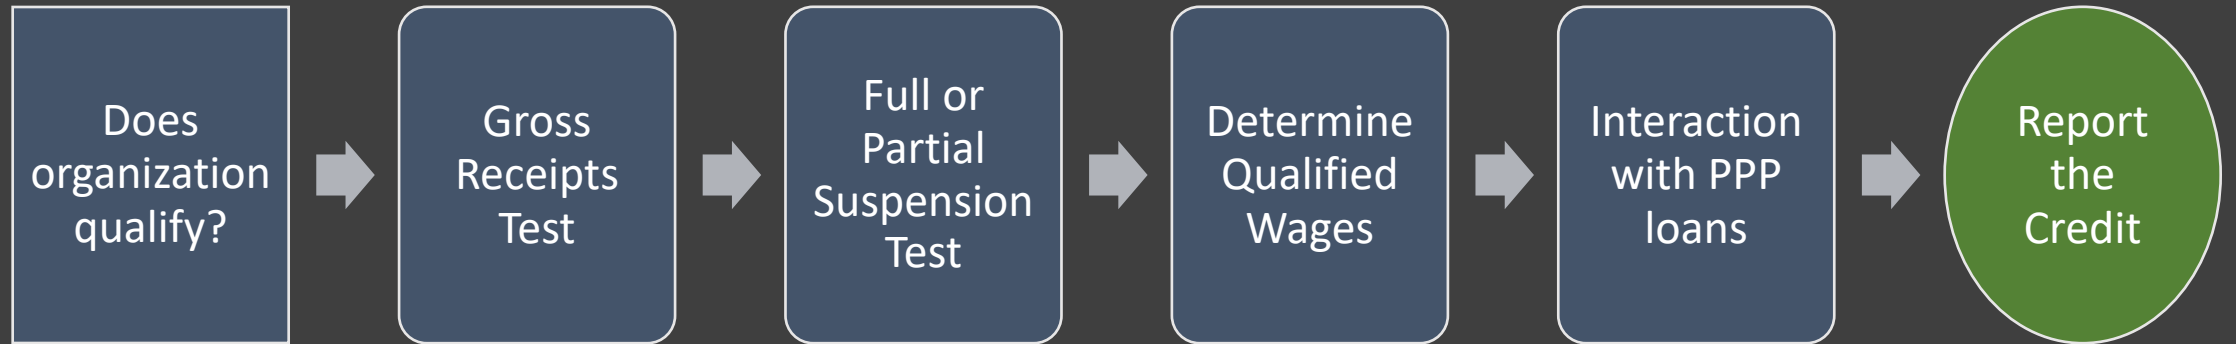 Does
organization
qualify?
Gross
Receipts
Test
Full or
Partial
Suspension
Test
Determine
Qualified
Wages
Interaction
with PPP
loans
Report
the
Credit